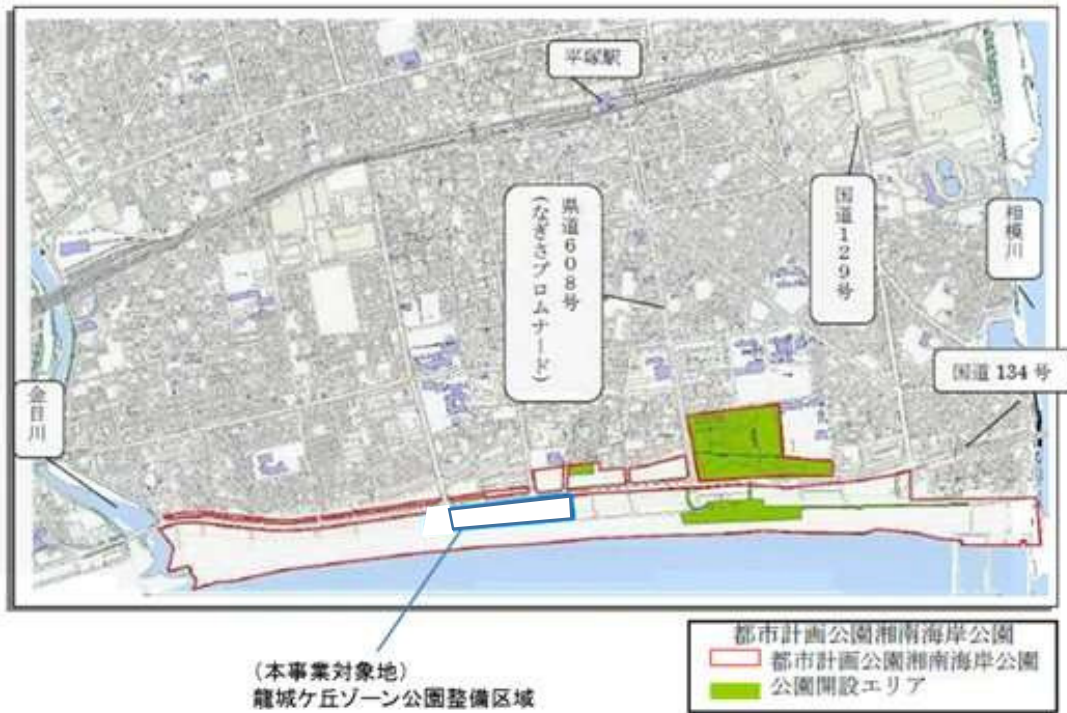 平塚駅
県道608号
(なぎさプロムナード)
国道129号
相模川
国道134号
金目川
(本事業対象地)
龍城ケ丘ゾーン公園整備区域
都市計画公園湘南海岸公園
都市計画公園湘南海岸公園
公園開設エリア